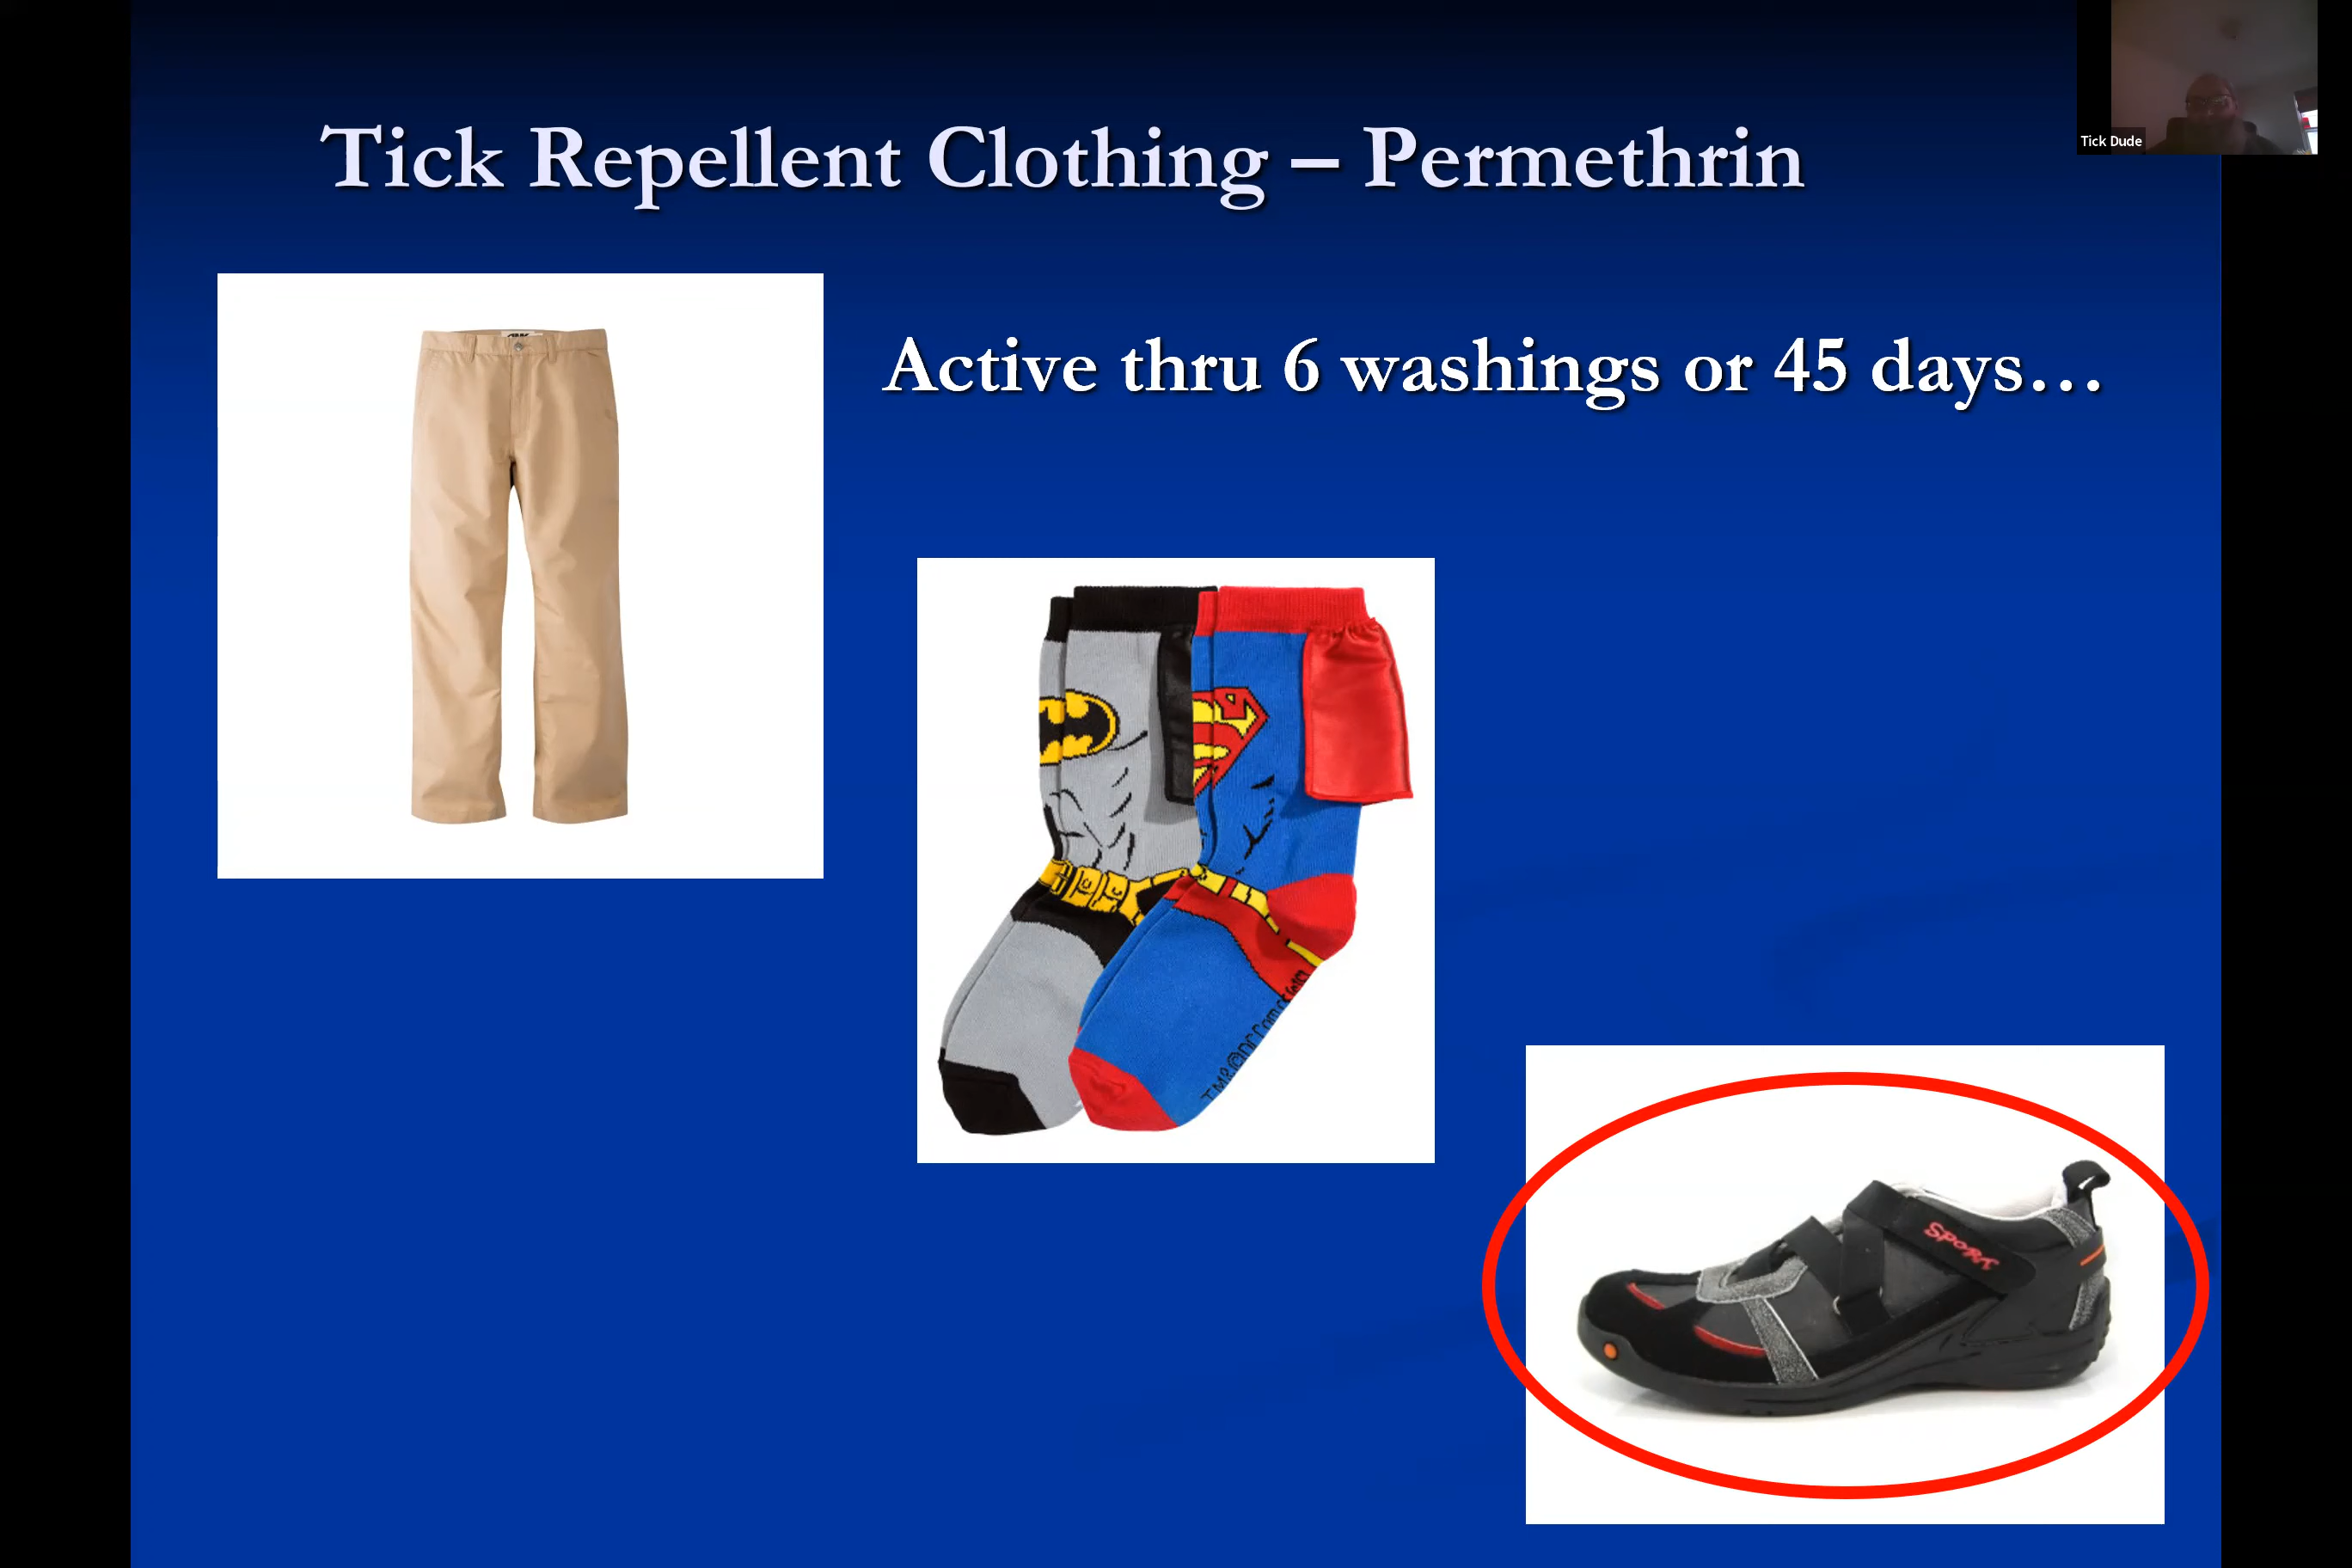 Tick Repellent Clothing – Permethrin
Tick Dude
Active thru 6 washings or 45 days…
SPORT